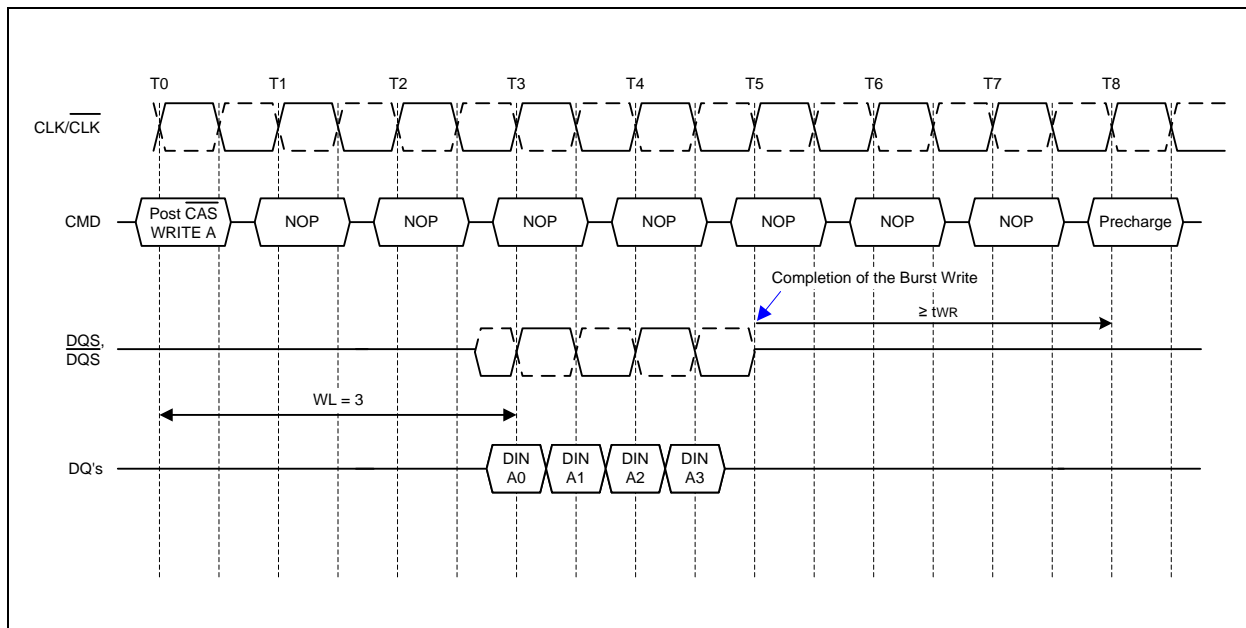 T0 T1 T2 T3 T4 T5 T6 T7 T8
CLK/CLK
CMD
Post CAS
WRITE A
NOP NOP NOP NOP NOP NOP NOP Precharge
Completion of the Burst Write
≥ tWR
DQS,
DQS
WL = 3
DQ's
DIN
A0
DIN
A1
DIN
A2
DIN
A3